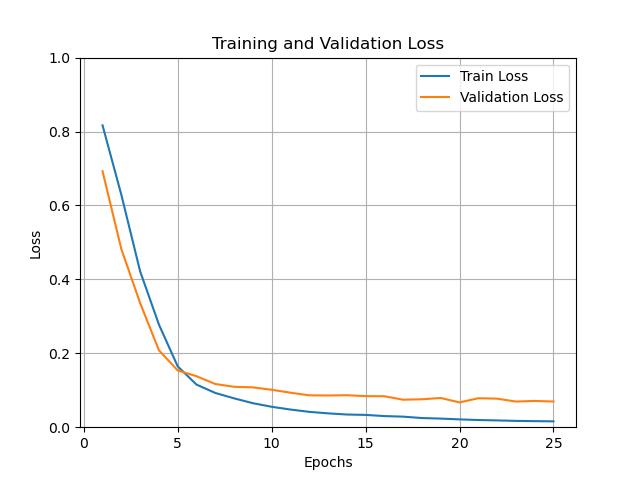 Training and Validation Loss
1.0
0.8
0.6
0.4
0.2
0.0
Loss
Train Loss
Validation Loss
0 5 10 15 20 25
Epochs